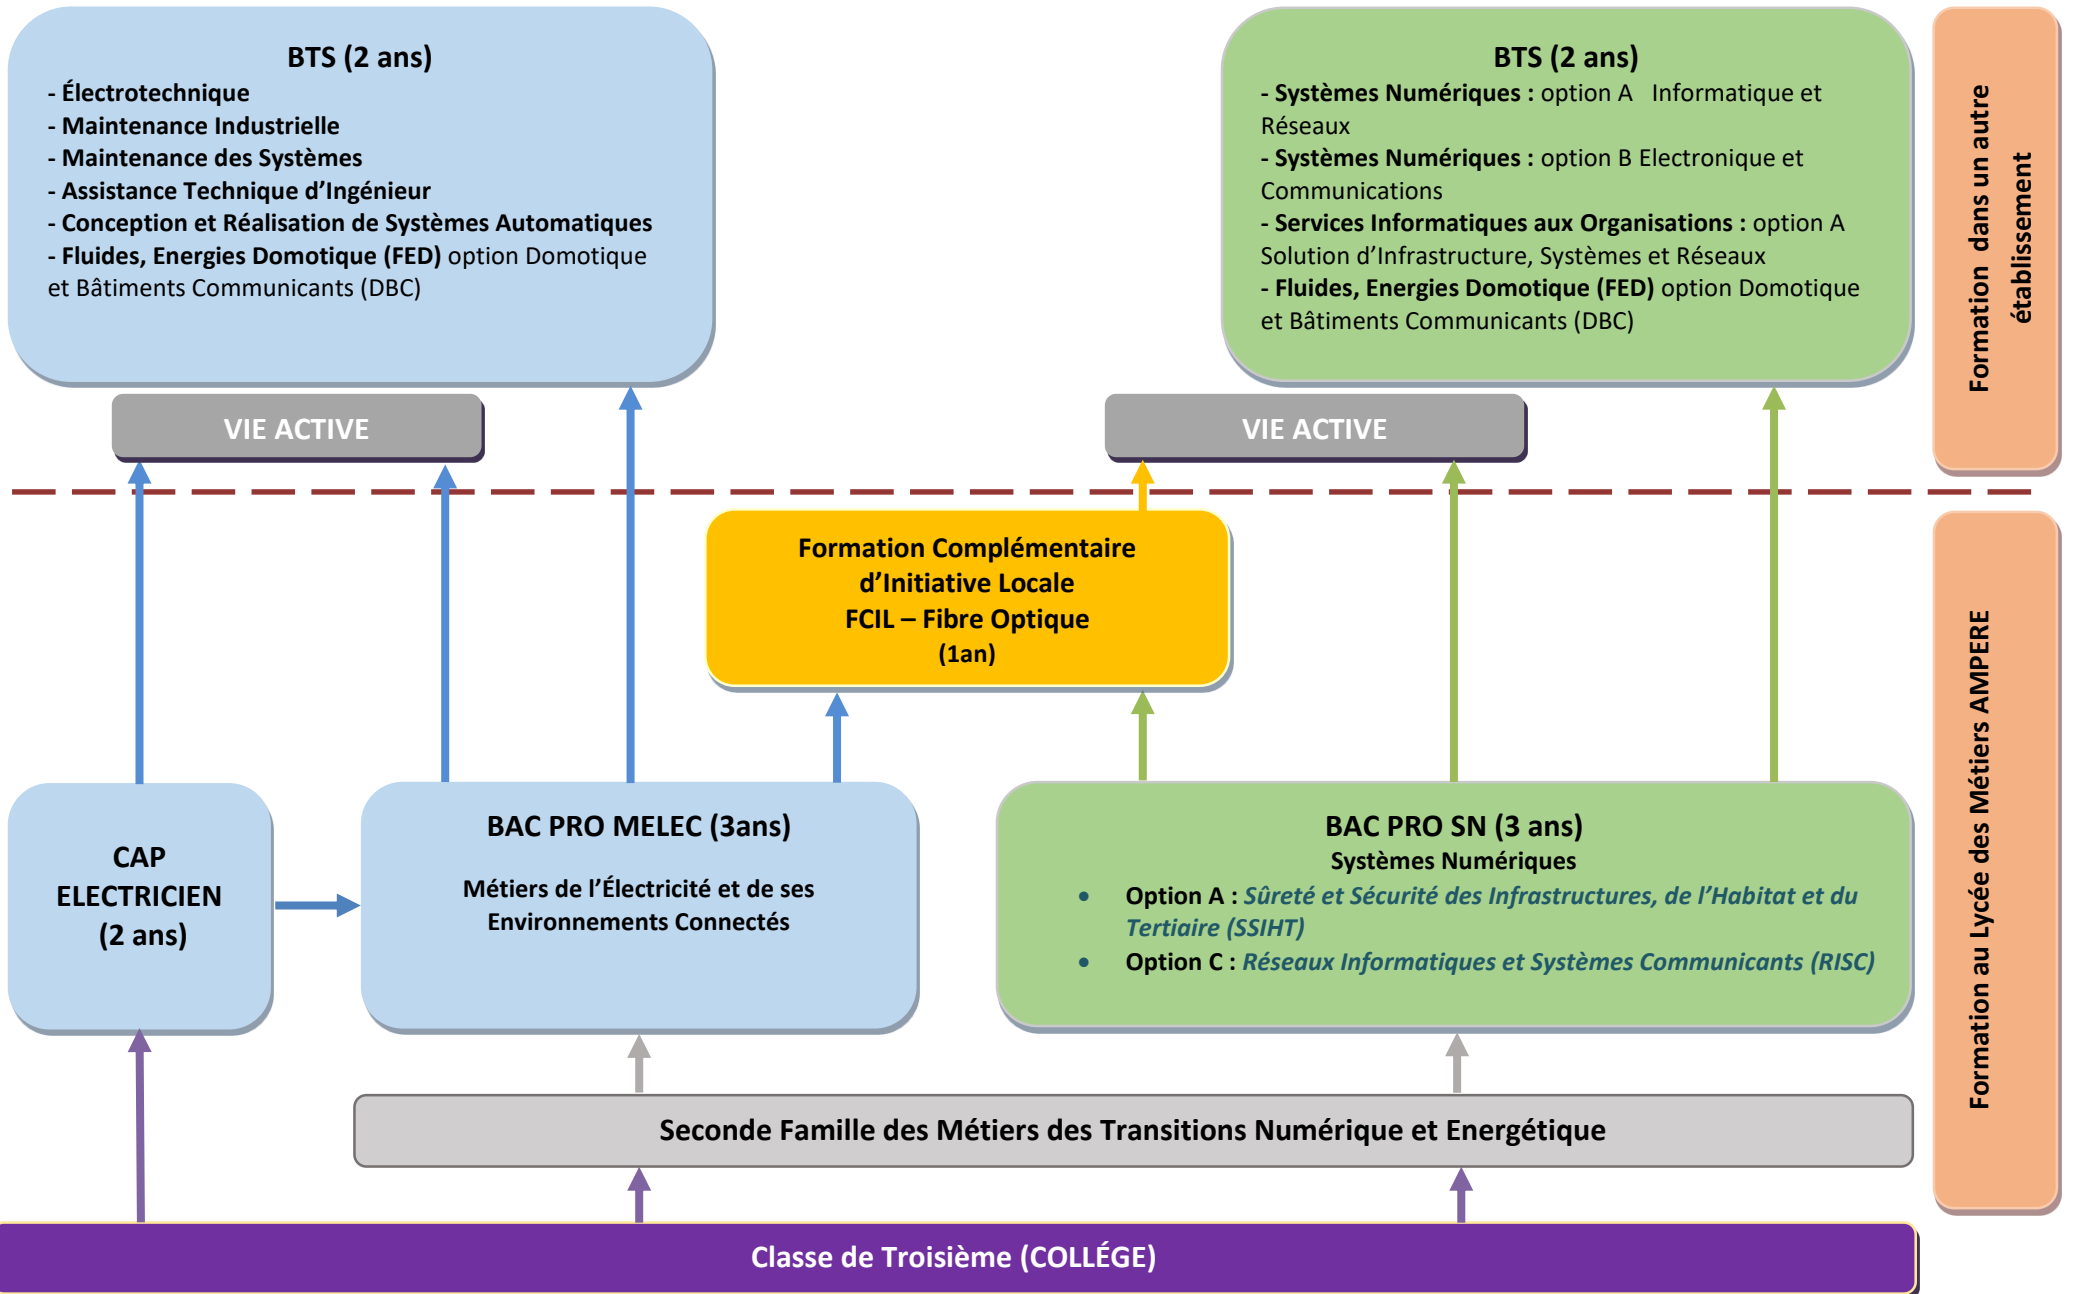 BTS (2 ans)
- Électrotechnique
- Maintenance Industrielle
- Maintenance des Systèmes
- Assistance Technique d’Ingénieur
- Conception et Réalisation de Systèmes Automatiques
- Fluides, Energies Domotique (FED) option Domotique
et Bâtiments Communicants (DBC)
BTS (2 ans)
- Systèmes Numériques : option A   Informatique et
Réseaux
- Systèmes Numériques : option B Electronique et
Communications
- Services Informatiques aux Organisations : option A
Solution d’Infrastructure, Systèmes et Réseaux
- Fluides, Energies Domotique (FED) option Domotique
et Bâtiments Communicants (DBC)
Formation  dans un autre
établissement
VIE ACTIVE
VIE ACTIVE
Formation Complémentaire
d’Initiative Locale
FCIL – Fibre Optique
(1an)
CAP
ELECTRICIEN
(2 ans)
BAC PRO MELEC (3ans)
Métiers de l’Électricité et de ses
Environnements Connectés
BAC PRO SN (3 ans)
Systèmes Numériques
• Option A : Sûreté et Sécurité des Infrastructures, de l’Habitat et du
Tertiaire (SSIHT)
• Option C : Réseaux Informatiques et Systèmes Communicants (RISC)
Formation au Lycée des Métiers AMPERE
Seconde Famille des Métiers des Transitions Numérique et Energétique
Classe de Troisième (COLLÉGE)